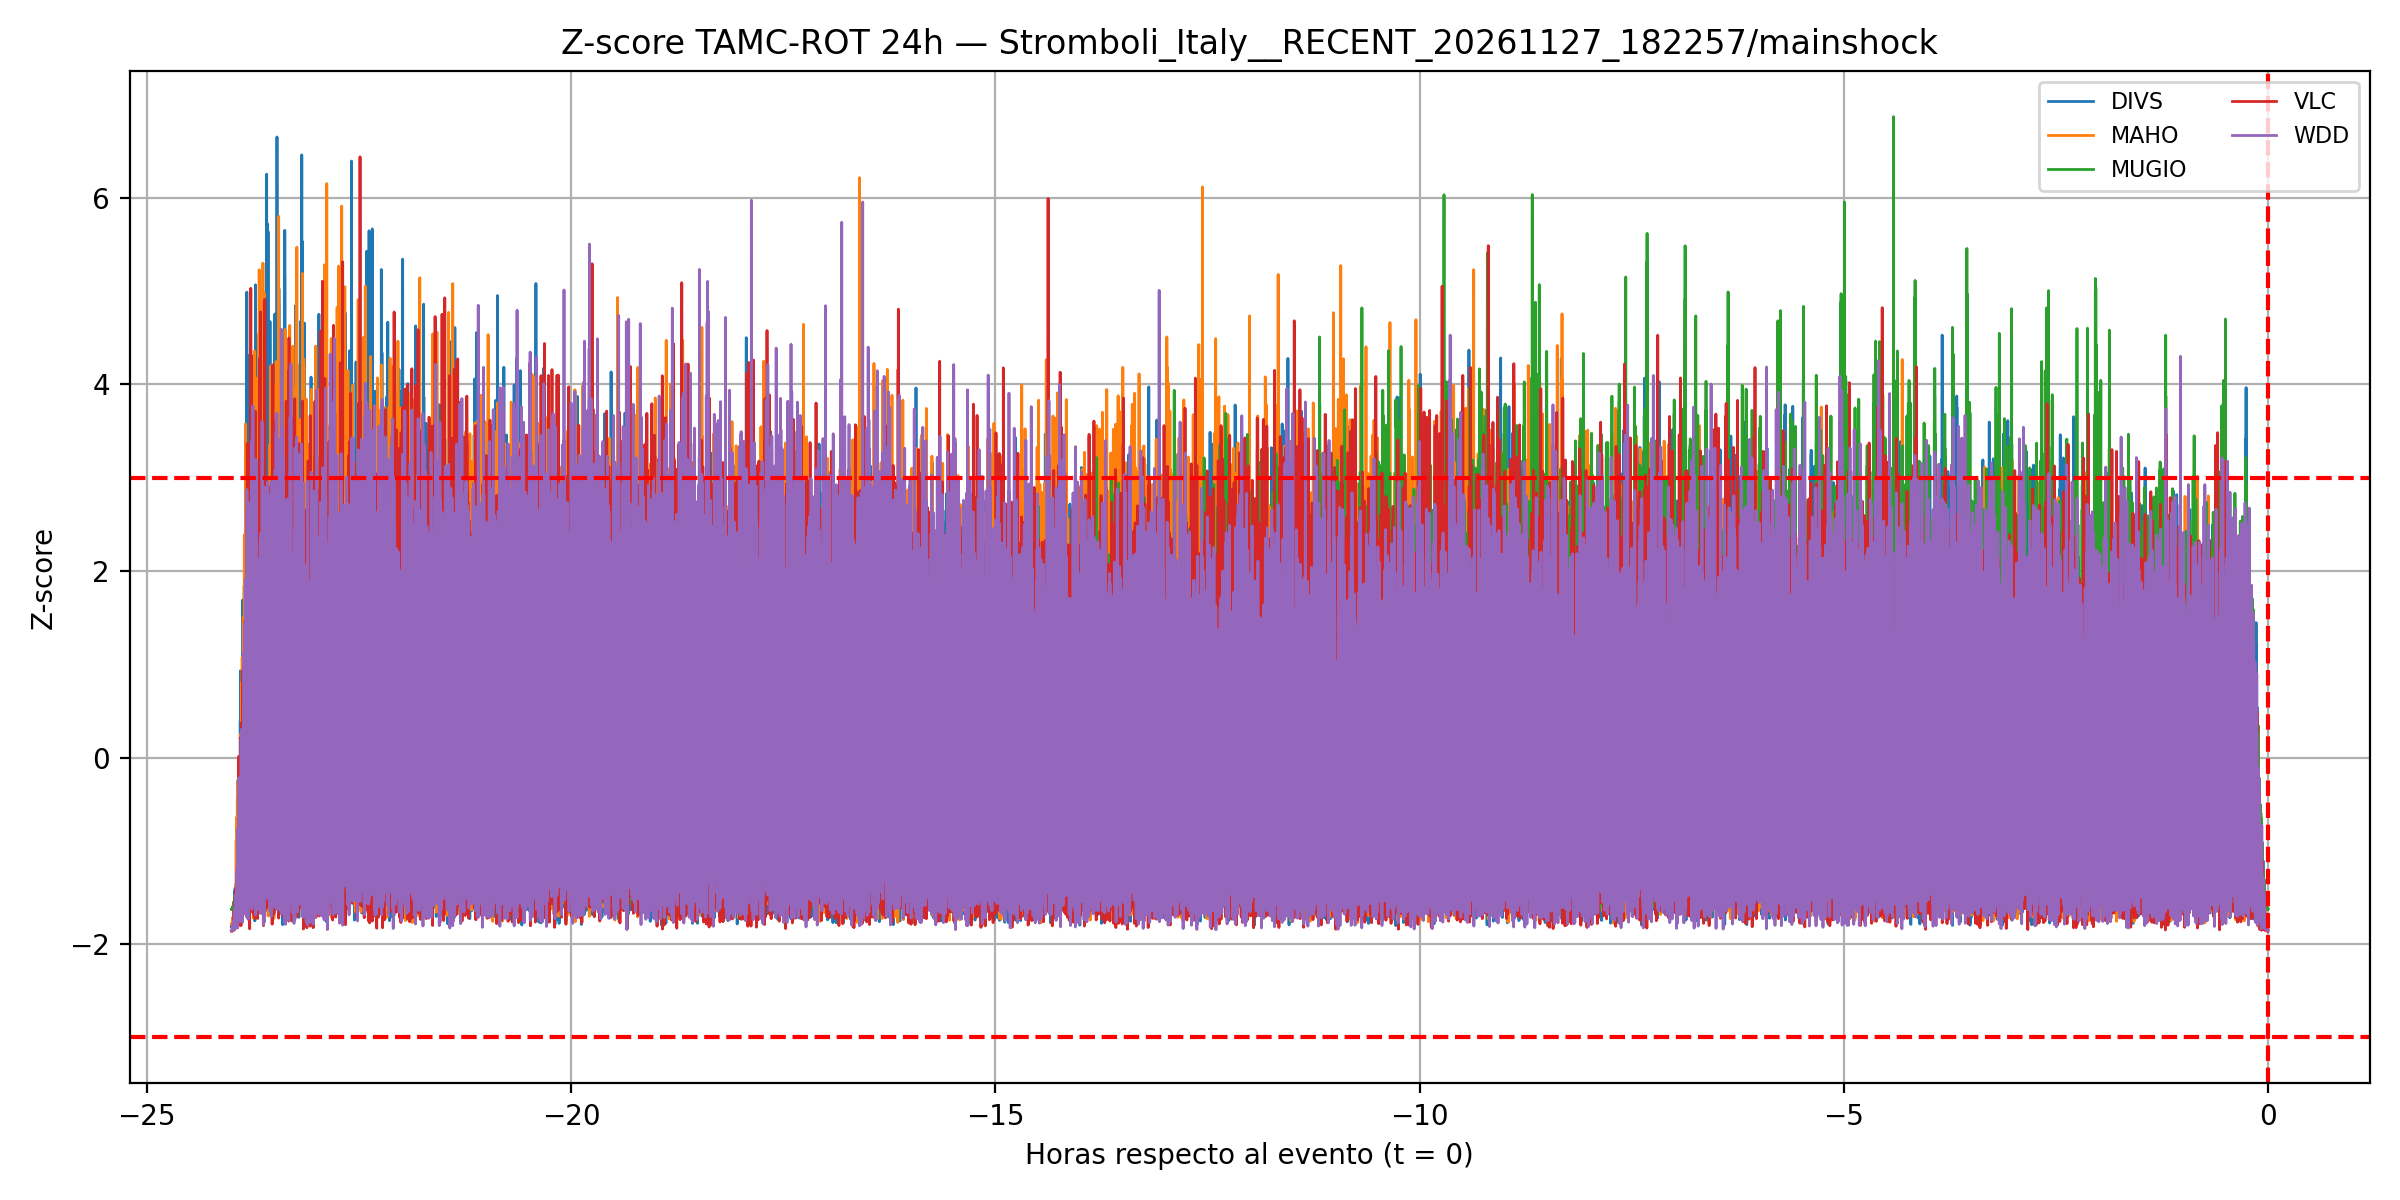 Z-score TAMC-ROT 24h — Stromboli_Italy__RECENT_20261127_182257/mainshock
DIVS
MAHO
MUGIO
VLC
WDD
Z-score
6
4
2
0
−2
−25
−20
−15
−10
−5
0
Horas respecto al evento (t = 0)